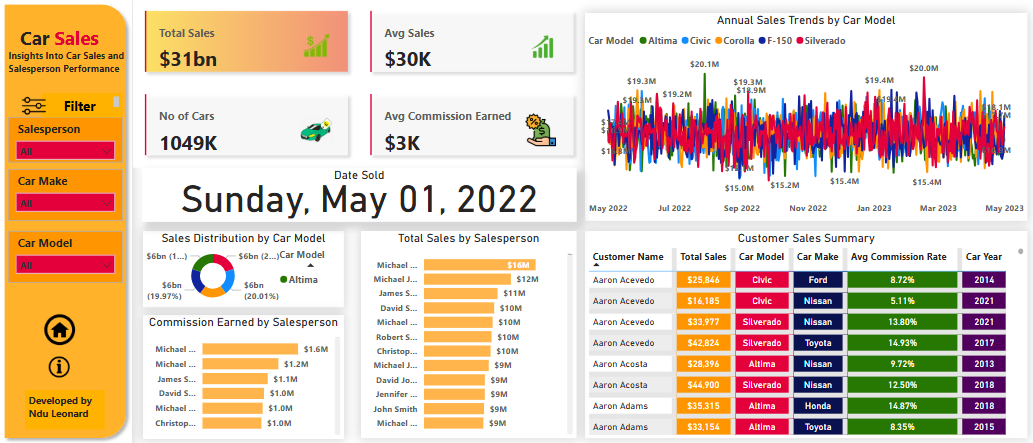 Car Sales
Insights Into Car Sales and
Salesperson Performance
Filter
Salesperson
All
Car Make
All
Car Model
All
Developed by
Ndu Leonard
Total Sales
$31bn
Avg Sales
$30K
No of Cars
1049K
Avg Commission Earned
$3K
Date Sold
Sunday, May 01, 2022
Annual Sales Trends by Car Model
Car Model Altima Civic Corolla F-150 Silverado
$20.1M
$20.0M
$19.3M
$19.3M
$19.4M
$19.2M
$18.9M
$15.0M
$15.2M
$15.4M
$15.4M
May 2022 Jul 2022 Sep 2022 Nov 2022 Jan 2023 Mar 2023 May 2023
Sales Distribution by Car Model
$6bn (1...)
$6bn (2...)
Car Model
Altima
$6bn
(19.97%)
$6bn
(20.01%)
Commission Earned by Salesperson
Michael ... $1.6M
Michael ... $1.2M
James S... $1.1M
David S... $1.0M
Michael ... $1.0M
Christop... $1.0M
Total Sales by Salesperson
Michael ... $16M
Michael J... $12M
James S... $11M
David S... $10M
Michael ... $10M
Robert S... $10M
Christop... $10M
Michael J... $9M
David Jo... $9M
Jennifer ... $9M
John Smith $9M
Michael ... $9M
Customer Sales Summary
Customer Name Total Sales Car Model Car Make Avg Commission Rate Car Year
Aaron Acevedo $25,846 Civic Ford 8.72% 2014
Aaron Acevedo $16,185 Civic Nissan 5.11% 2021
Aaron Acevedo $33,977 Silverado Nissan 13.80% 2021
Aaron Acevedo $42,824 Silverado Toyota 14.93% 2017
Aaron Acosta $28,396 Altima Nissan 9.72% 2013
Aaron Acosta $44,900 Silverado Nissan 12.50% 2018
Aaron Adams $35,315 Altima Honda 14.87% 2018
Aaron Adams $33,154 Altima Toyota 8.35% 2015